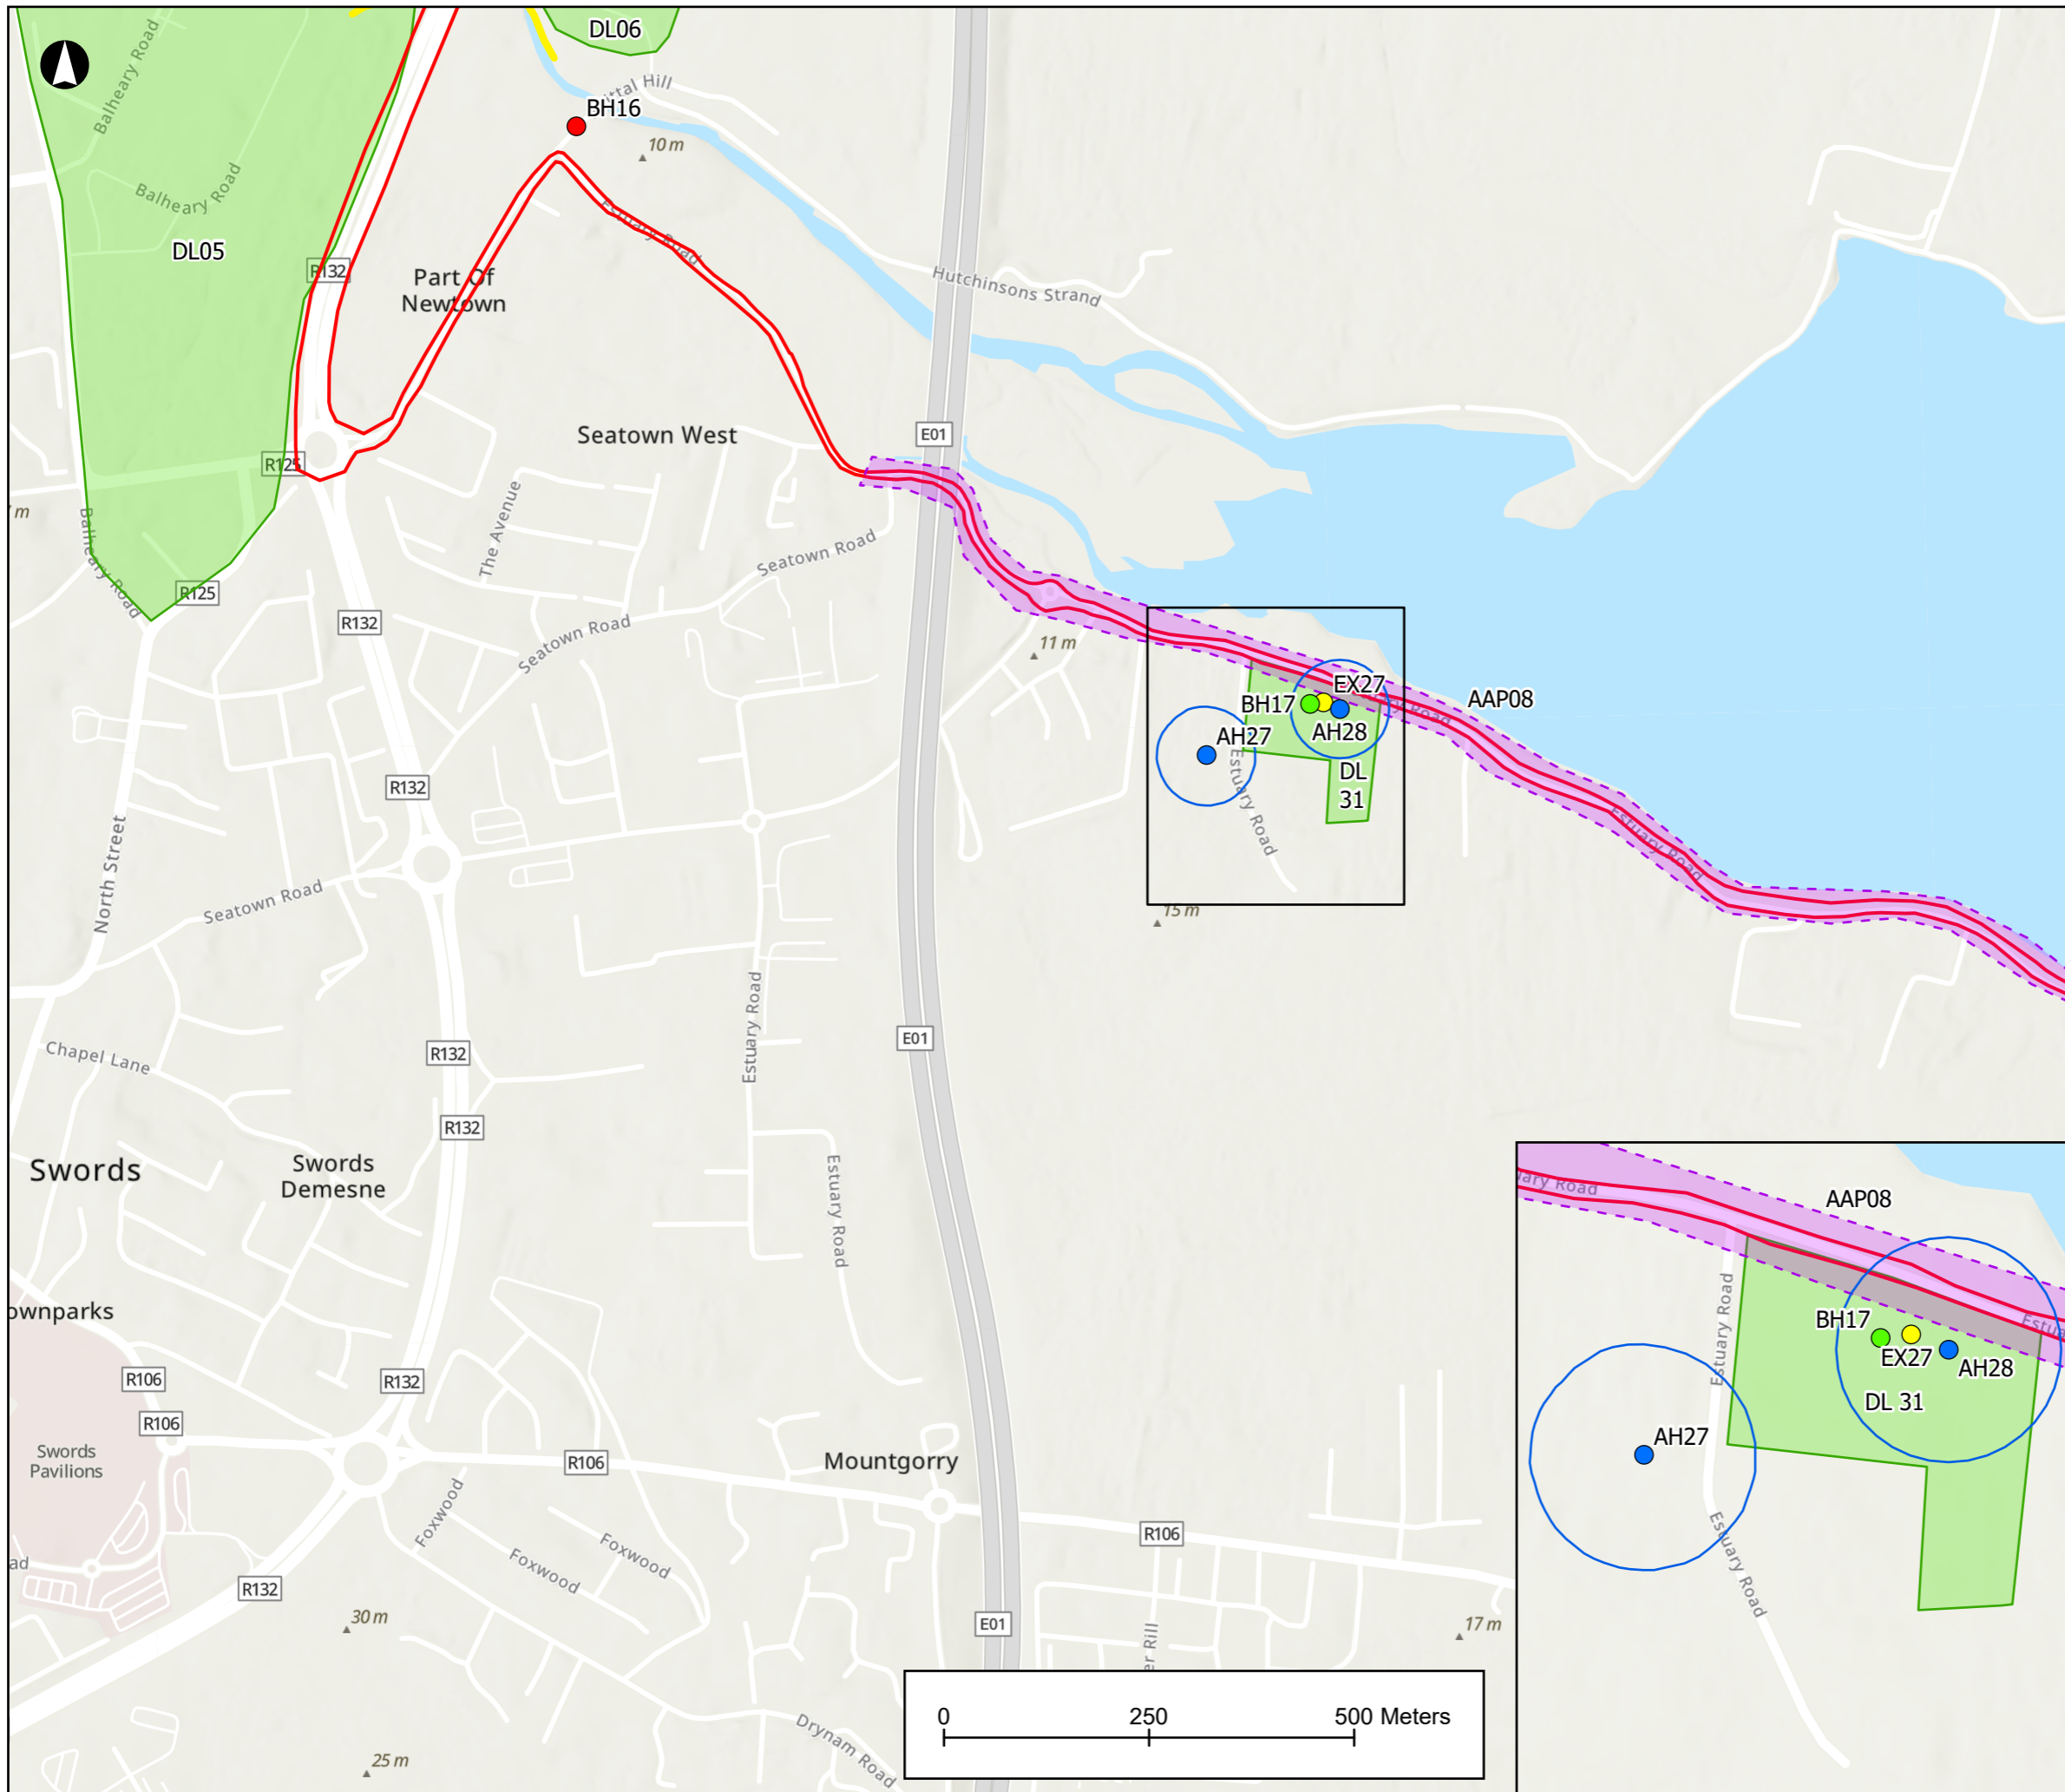 DL06
Balheary Road
BH16
10 m
Balheary Road
DL05
R132
Part Of
Newtown
Estuary Road
Hutchinsons Strand
Seatown West
E01
R125
The Avenue
Balheary Road
Seatown Road
R125
R132
Seatown Road
11 m
EX27
BH17
AAP08
AH28
AH27
Estuary Road
DL
31
R132
Estuary Road
North Street
Seatown Road
15 m
Estuary Road
E01
R132
Chapel Lane
R132
Swords
Swords
Demesne
Estuary Road
AAP08
Estuary Road
BH17
EX27
AH28
DL 31
AH27
Estuary Road
R132
R106
R106
Swords
Pavilions
R106
Mountgorry
Foxwood
Foxwood
Foxwood
R106
R132
30 m
E01
17 m
0
250
500 Meters
Drynam Road
25 m